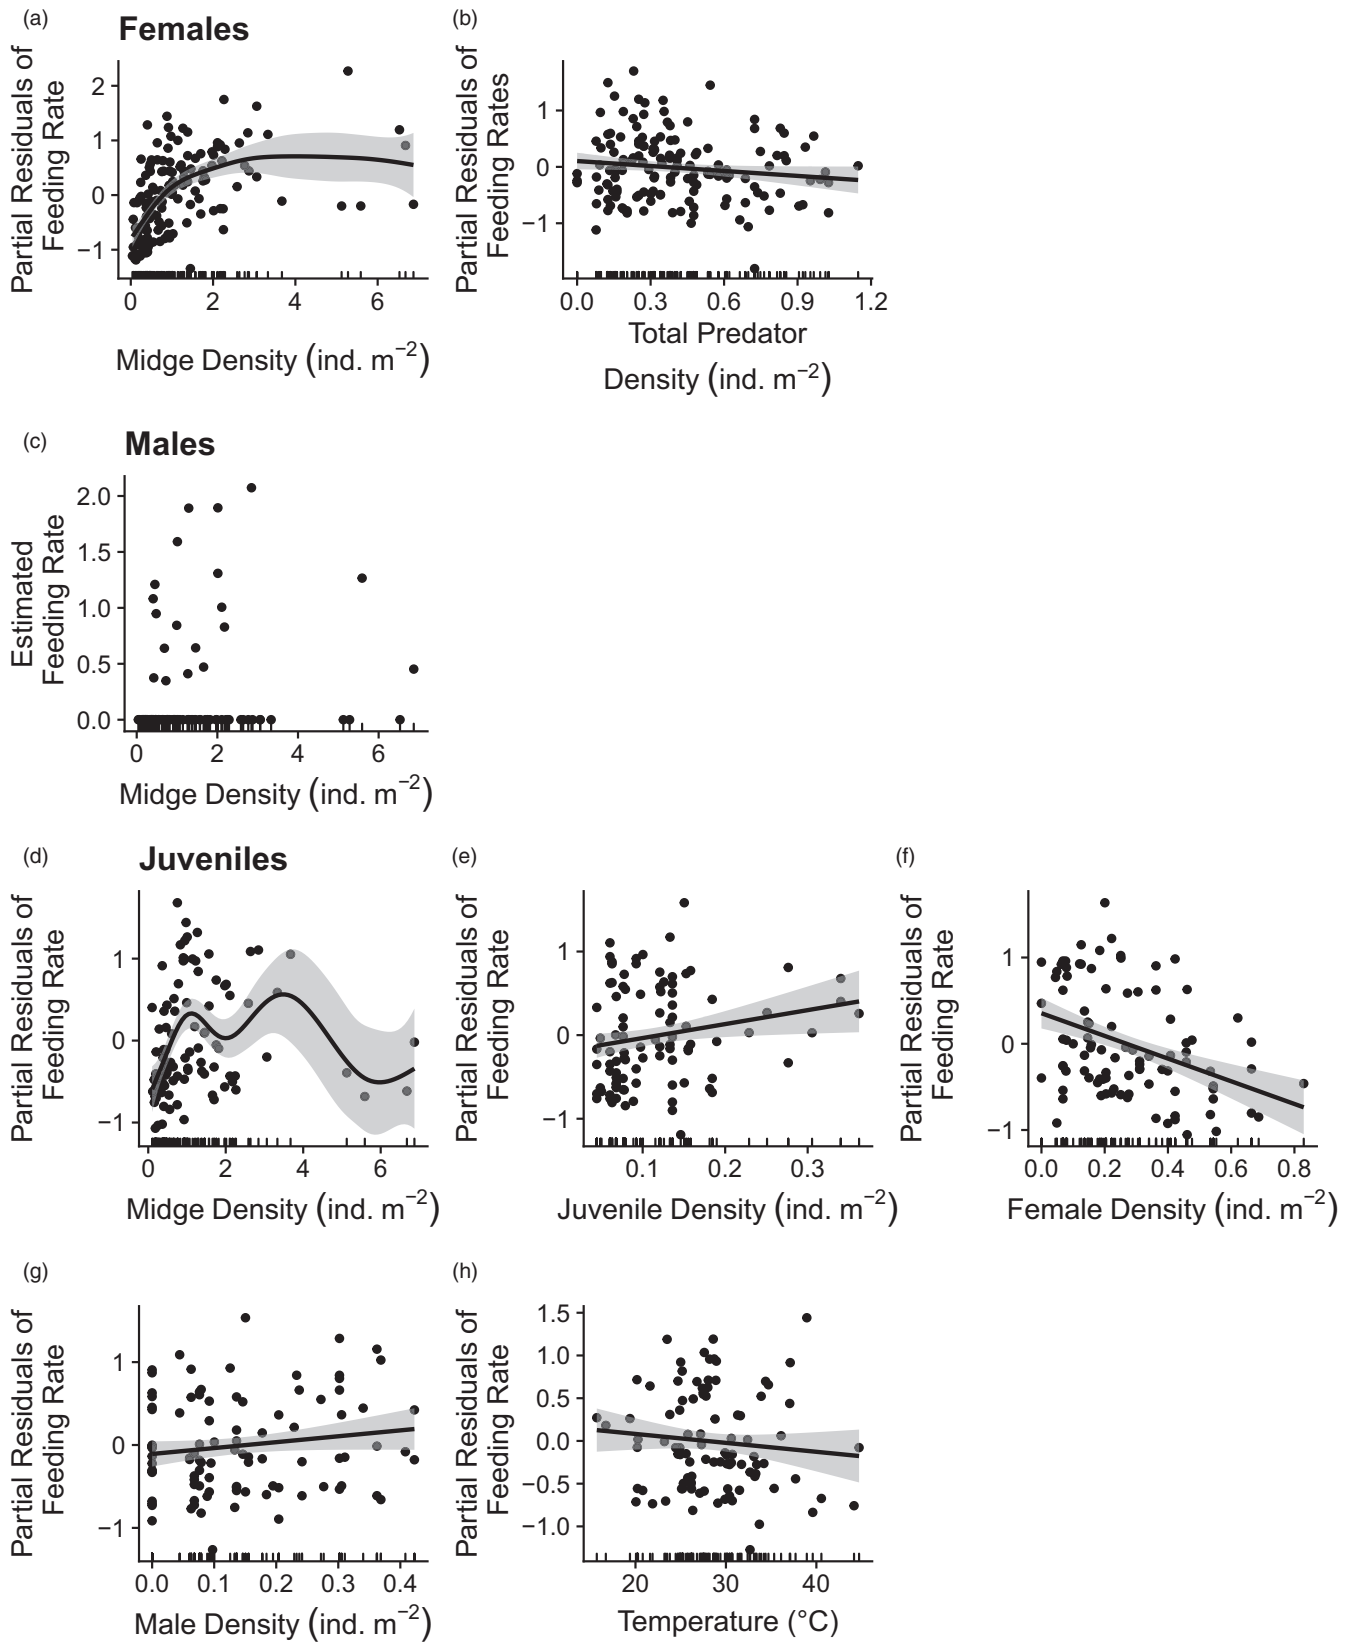 (a)
Females
Partial Residuals of
Feeding Rate
2
1
0
−1
0 2 4 6
Midge Density (ind. m−2)
(b)
Partial Residuals of
Feeding Rates
1
0
−1
0.0 0.3 0.6 0.9 1.2
Total Predator
Density (ind. m−2)
(c)
Males
Estimated
Feeding Rate
2.0
1.5
1.0
0.5
0.0
0 2 4 6
Midge Density (ind. m−2)
(d)
Juveniles
Partial Residuals of
Feeding Rate
1
0
−1
0 2 4 6
Midge Density (ind. m−2)
(e)
Partial Residuals of
Feeding Rate
1
0
−1
0.1 0.2 0.3
Juvenile Density (ind. m−2)
(f)
Partial Residuals of
Feeding Rate
1
0
−1
0.0 0.2 0.4 0.6 0.8
Female Density (ind. m−2)
(g)
Partial Residuals of
Feeding Rate
1
0
−1
0.0 0.1 0.2 0.3 0.4
Male Density (ind. m−2)
(h)
Partial Residuals of
Feeding Rate
1.5
1.0
0.5
0.0
−0.5
−1.0
20 30 40
Temperature (°C)